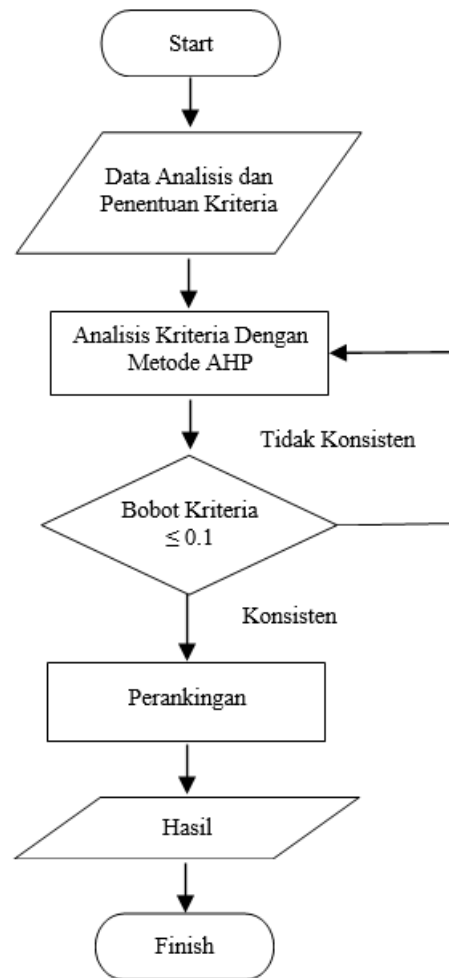 Start
Data Analisis dan
Penentuan Kriteria
Analisis Kriteria Dengan
Metode AHP
Tidak Konsisten
Bobot Kriteria
≤ 0.1
Konsisten
Perankingan
Hasil
Finish